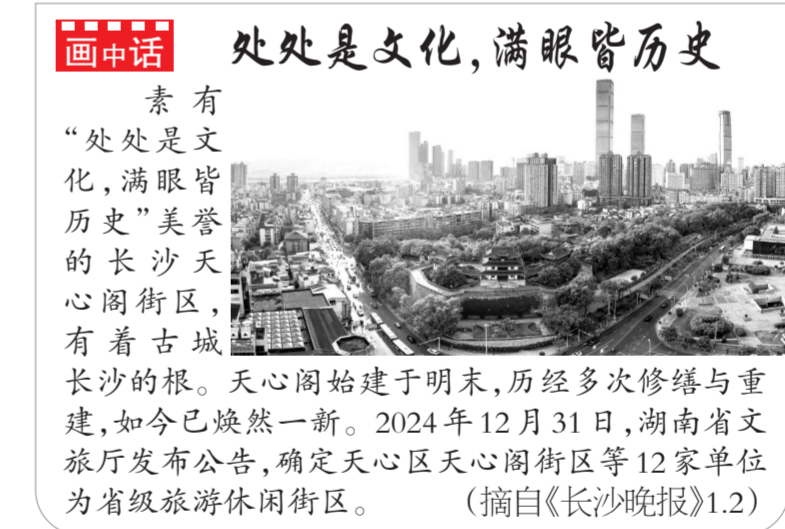 画中话
处处是文化，满眼皆历史
素有
“处处是文
化，满眼皆
历史”美誉
的长沙天
心阁街区，
有着古城
长沙的根。天心阁始建于明末，历经多次修缮与重
建，如今已焕然一新。2024年12月31日，湖南省文
旅厅发布公告，确定天心区天心阁街区等12家单位
为省级旅游休闲街区。（摘自《长沙晚报》1.2）